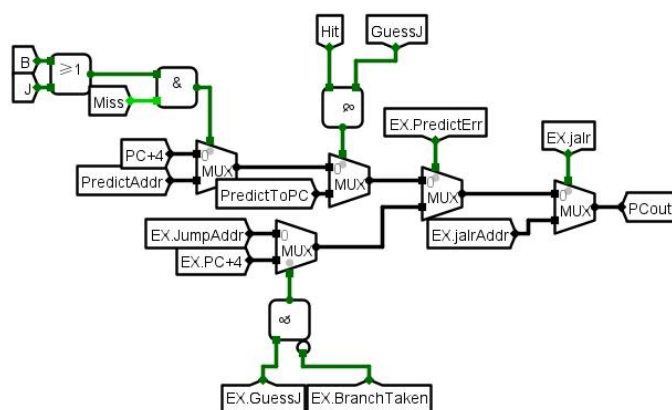 Hit
GuessJ
B
≥1
J
&
Miss
EX.PredictErr
EX.jalr
PC+4
0
MUX
PredictAddr
&
0
MUX
PredictToPC
0
MUX
0
MUX
PCout
EX.jalrAddr
EX.JumpAddr
0
MUX
EX.PC+4
&
EX.GuessJ
EX.BranchTaken